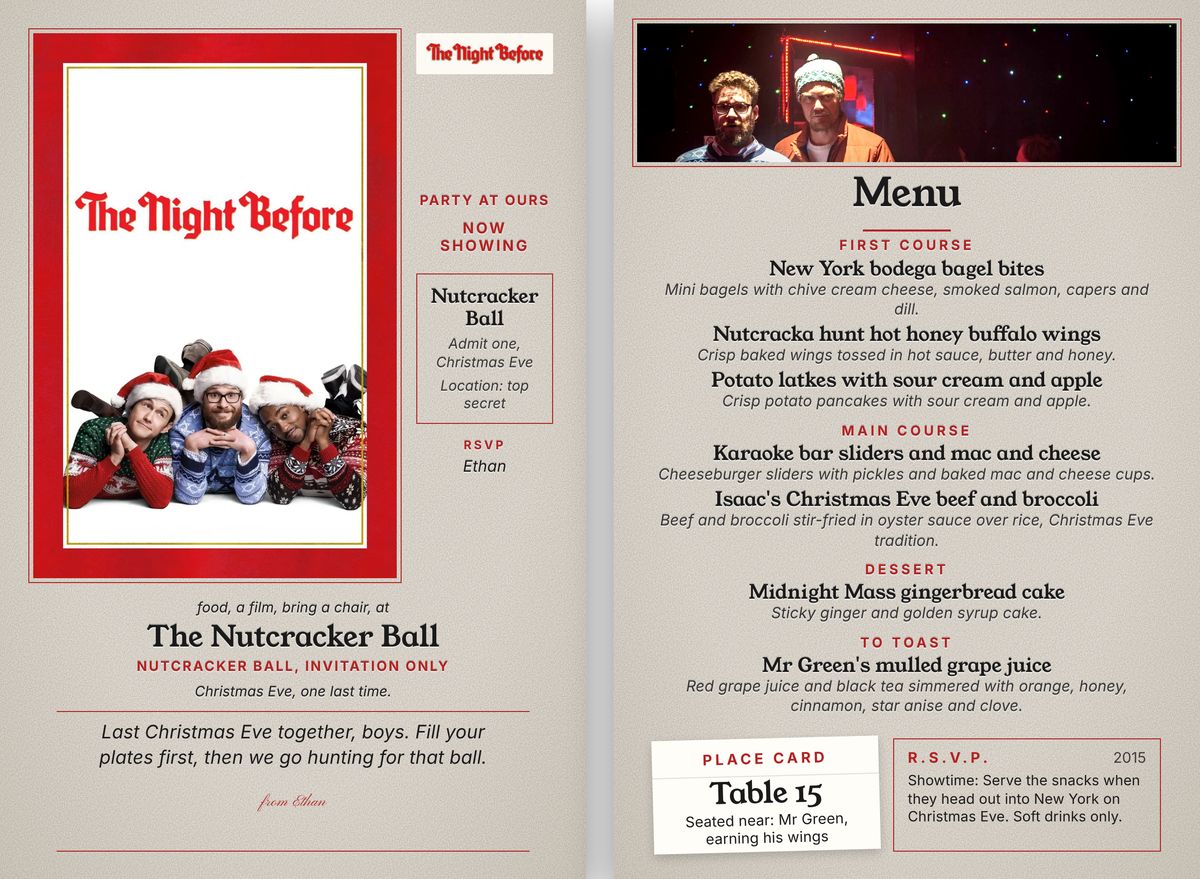 The Night Before
The Night Before
PARTY AT OURS
NOW
SHOWING
Nutcracker
Ball
Admit one,
Christmas Eve
Location: top
secret
RSVP
Ethan
food, a film, bring a chair, at
The Nutcracker Ball
NUTCRACKER BALL, INVITATION ONLY
Christmas Eve, one last time.
Last Christmas Eve together, boys. Fill your
plates first, then we go hunting for that ball.
from Ethan
Menu
FIRST COURSE
New York bodega bagel bites
Mini bagels with chive cream cheese, smoked salmon, capers and
dill.
Nutcracka hunt hot honey buffalo wings
Crisp baked wings tossed in hot sauce, butter and honey.
Potato latkes with sour cream and apple
Crisp potato pancakes with sour cream and apple.
MAIN COURSE
Karaoke bar sliders and mac and cheese
Cheeseburger sliders with pickles and baked mac and cheese cups.
Isaac's Christmas Eve beef and broccoli
Beef and broccoli stir-fried in oyster sauce over rice, Christmas Eve
tradition.
DESSERT
Midnight Mass gingerbread cake
Sticky ginger and golden syrup cake.
TO TOAST
Mr Green's mulled grape juice
Red grape juice and black tea simmered with orange, honey,
cinnamon, star anise and clove.
PLACE CARD
Table 15
Seated near: Mr Green,
earning his wings
R.S.V.P. 2015
Showtime: Serve the snacks when
they head out into New York on
Christmas Eve. Soft drinks only.